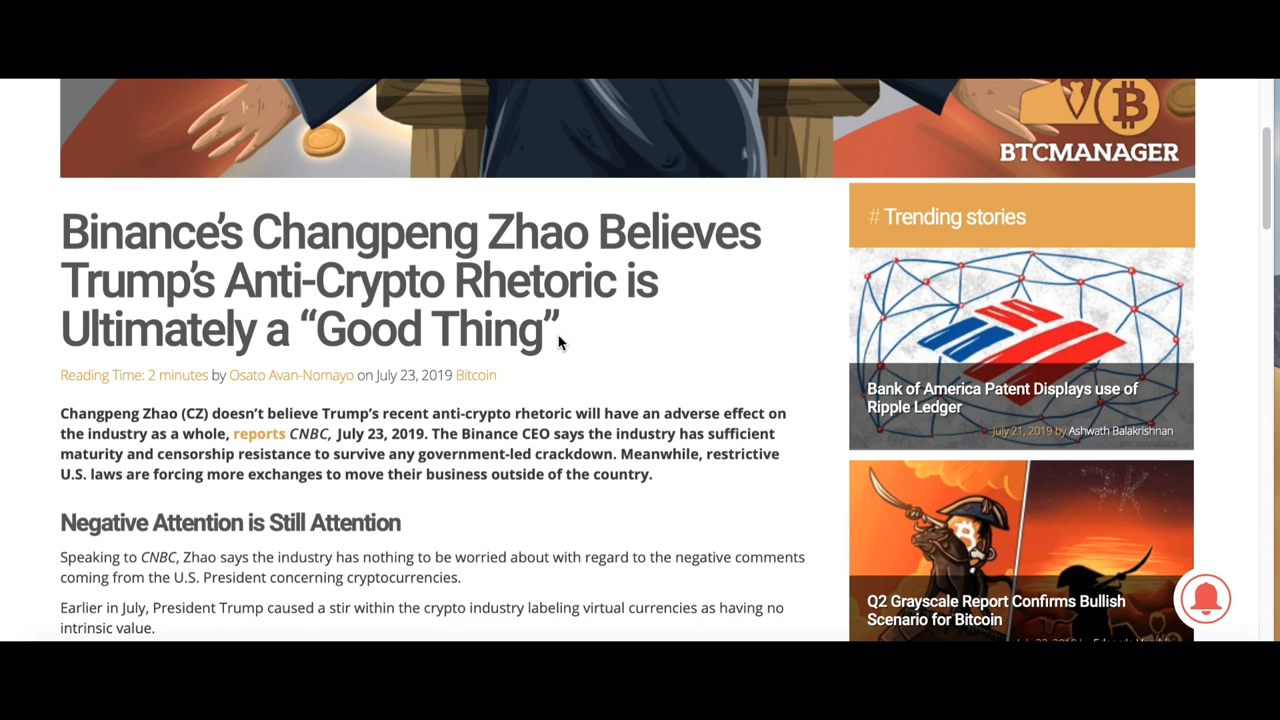 BTCMANAGER
Binance’s Changpeng Zhao Believes
Trump’s Anti-Crypto Rhetoric is
Ultimately a “Good Thing”
Reading Time: 2 minutes by Osato Avan-Nomayo on July 23, 2019 Bitcoin
Changpeng Zhao (CZ) doesn’t believe Trump’s recent anti-crypto rhetoric will have an adverse effect on
the industry as a whole, reports CNBC, July 23, 2019. The Binance CEO says the industry has sufficient
maturity and censorship resistance to survive any government-led crackdown. Meanwhile, restrictive
U.S. laws are forcing more exchanges to move their business outside of the country.
Negative Attention is Still Attention
Speaking to CNBC, Zhao says the industry has nothing to be worried about with regard to the negative comments
coming from the U.S. President concerning cryptocurrencies.
Earlier in July, President Trump caused a stir within the crypto industry labeling virtual currencies as having no
intrinsic value.
# Trending stories
Bank of America Patent Displays use of
Ripple Ledger
July 21, 2019 by Ashwath Balakrishnan
BTCMANAGER
Q2 Grayscale Report Confirms Bullish
Scenario for Bitcoin